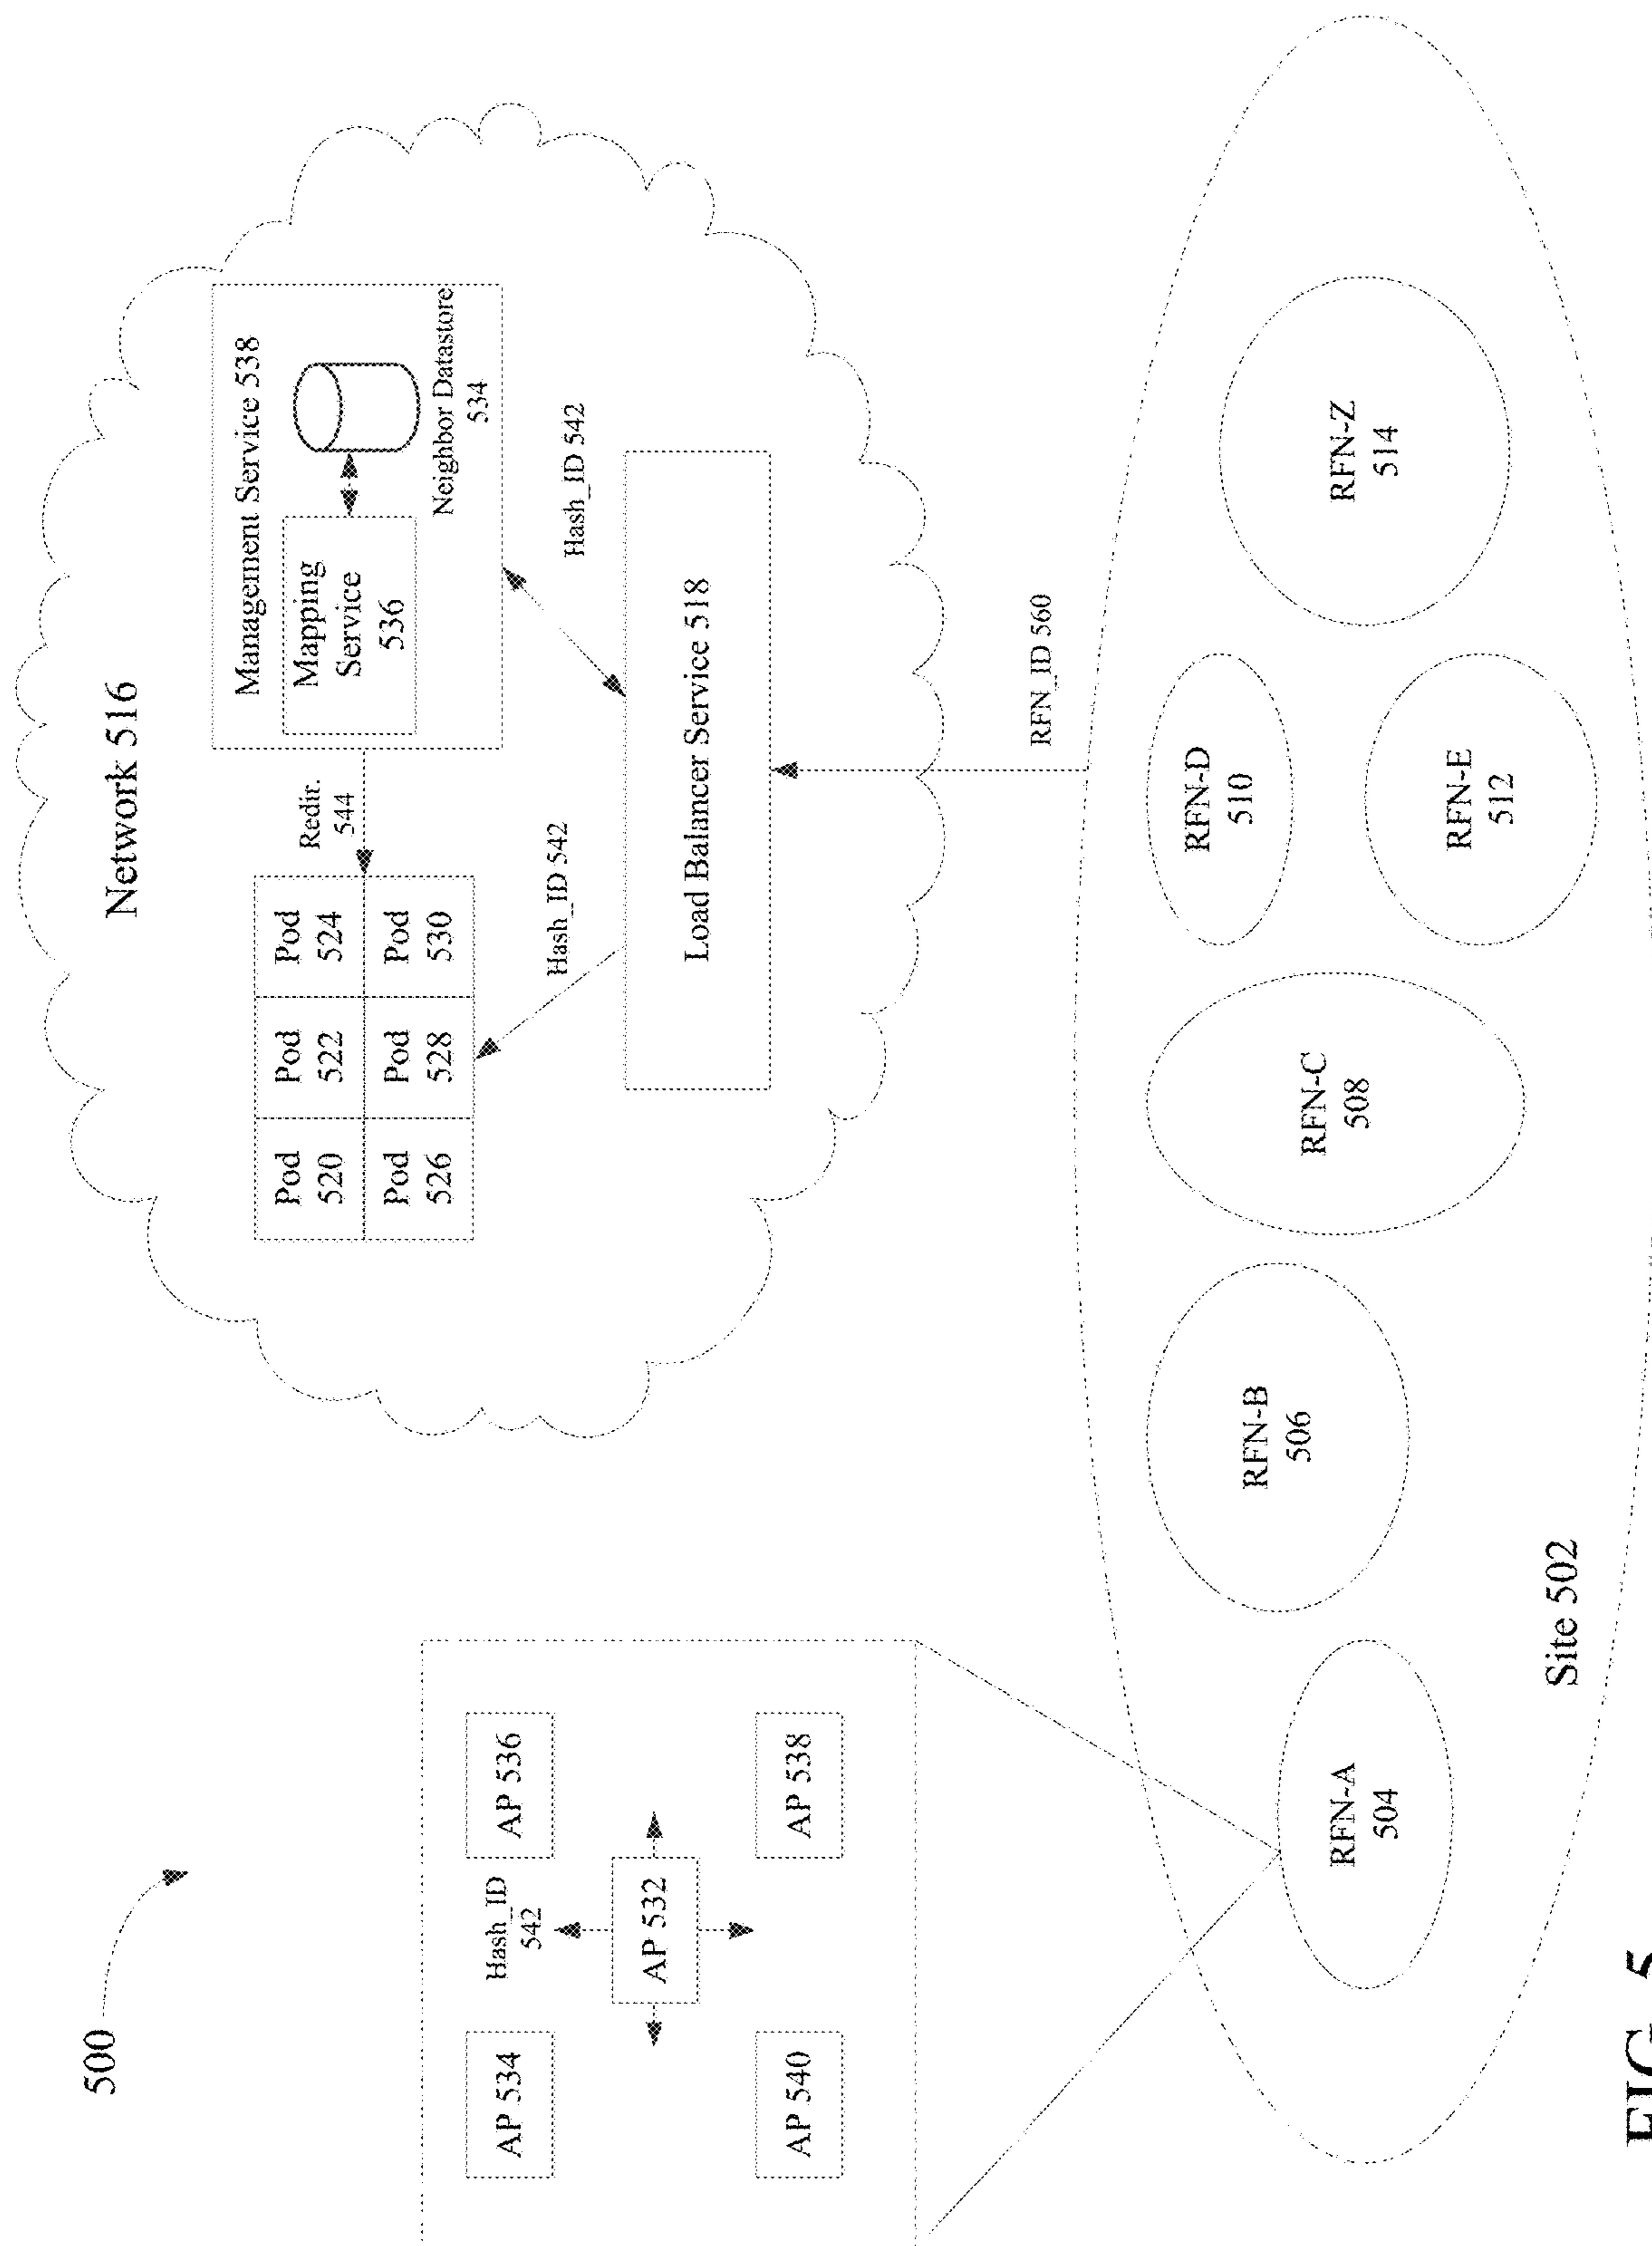 500
Network 516
Management Service 538
Mapping
Service
536
Neighbor Datastore
534
Redir.
544
Pod
520
Pod
522
Pod
524
Pod
526
Pod
528
Pod
530
Hash_ID 542
Hash_ID 542
Load Balancer Service 518
AP 534
Hash_ID
542
AP 536
AP 532
AP 540
AP 538
RFN_ID 560
RFN-A
504
RFN-B
506
RFN-C
508
RFN-D
510
RFN-E
512
RFN-Z
514
Site 502
FIG. 5